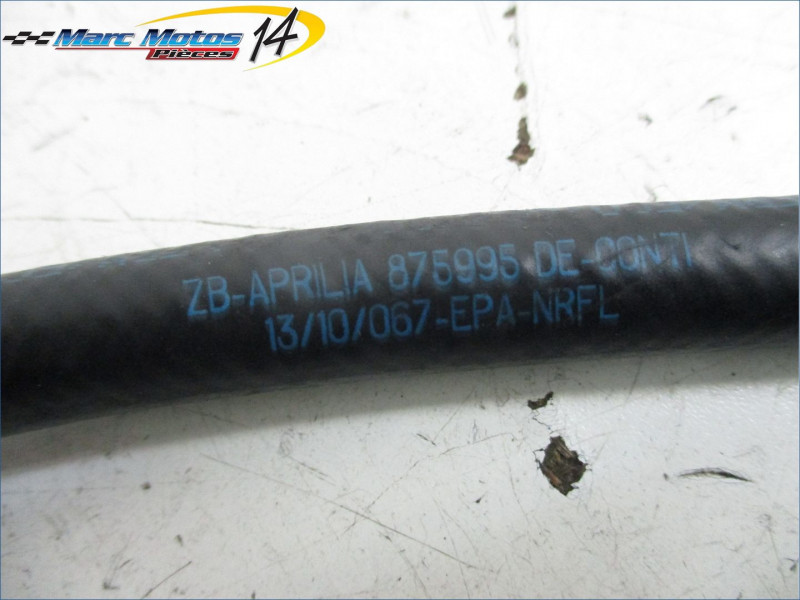 Marc Motos 14
Pièces
ZB-APRILIA 875995 DE-CONTI
13/10/067-EPA-NRFL